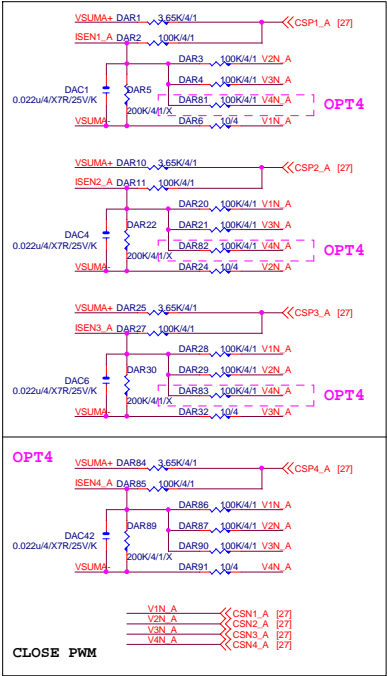 VSUMA+ DAR1 3.65K/4/1 CSP1_A [27]
ISEN1_A DAR2 100K/4/1
DAR3 100K/4/1 V2N_A
DAC1 DAR5 DAR4 100K/4/1 V3N_A
0.022u/4/X7R/25V/K 200K/4/1/X DAR81 100K/4/1 V4N_A OPT4
VSUMA- DAR6 10/4 V1N_A
VSUMA+ DAR10 3.65K/4/1 CSP2_A [27]
ISEN2_A DAR11 100K/4/1
DAR20 100K/4/1 V1N_A
DAC4 DAR22 DAR21 100K/4/1 V3N_A
0.022u/4/X7R/25V/K 200K/4/1/X DAR82 100K/4/1 V4N_A OPT4
VSUMA- DAR24 10/4 V2N_A
VSUMA+ DAR25 3.65K/4/1 CSP3_A [27]
ISEN3_A DAR27 100K/4/1
DAR28 100K/4/1 V1N_A
DAC6 DAR30 DAR29 100K/4/1 V2N_A
0.022u/4/X7R/25V/K 200K/4/1/X DAR83 100K/4/1 V4N_A OPT4
VSUMA- DAR32 10/4 V3N_A
OPT4
VSUMA+ DAR84 3.65K/4/1 CSP4_A [27]
ISEN4_A DAR85 100K/4/1
DAR86 100K/4/1 V1N_A
DAC42 DAR89 DAR87 100K/4/1 V2N_A
0.022u/4/X7R/25V/K 200K/4/1/X DAR90 100K/4/1 V3N_A
VSUMA- DAR91 10/4 V4N_A
V1N_A CSN1_A [27]
V2N_A CSN2_A [27]
V3N_A CSN3_A [27]
V4N_A CSN4_A [27]
CLOSE PWM